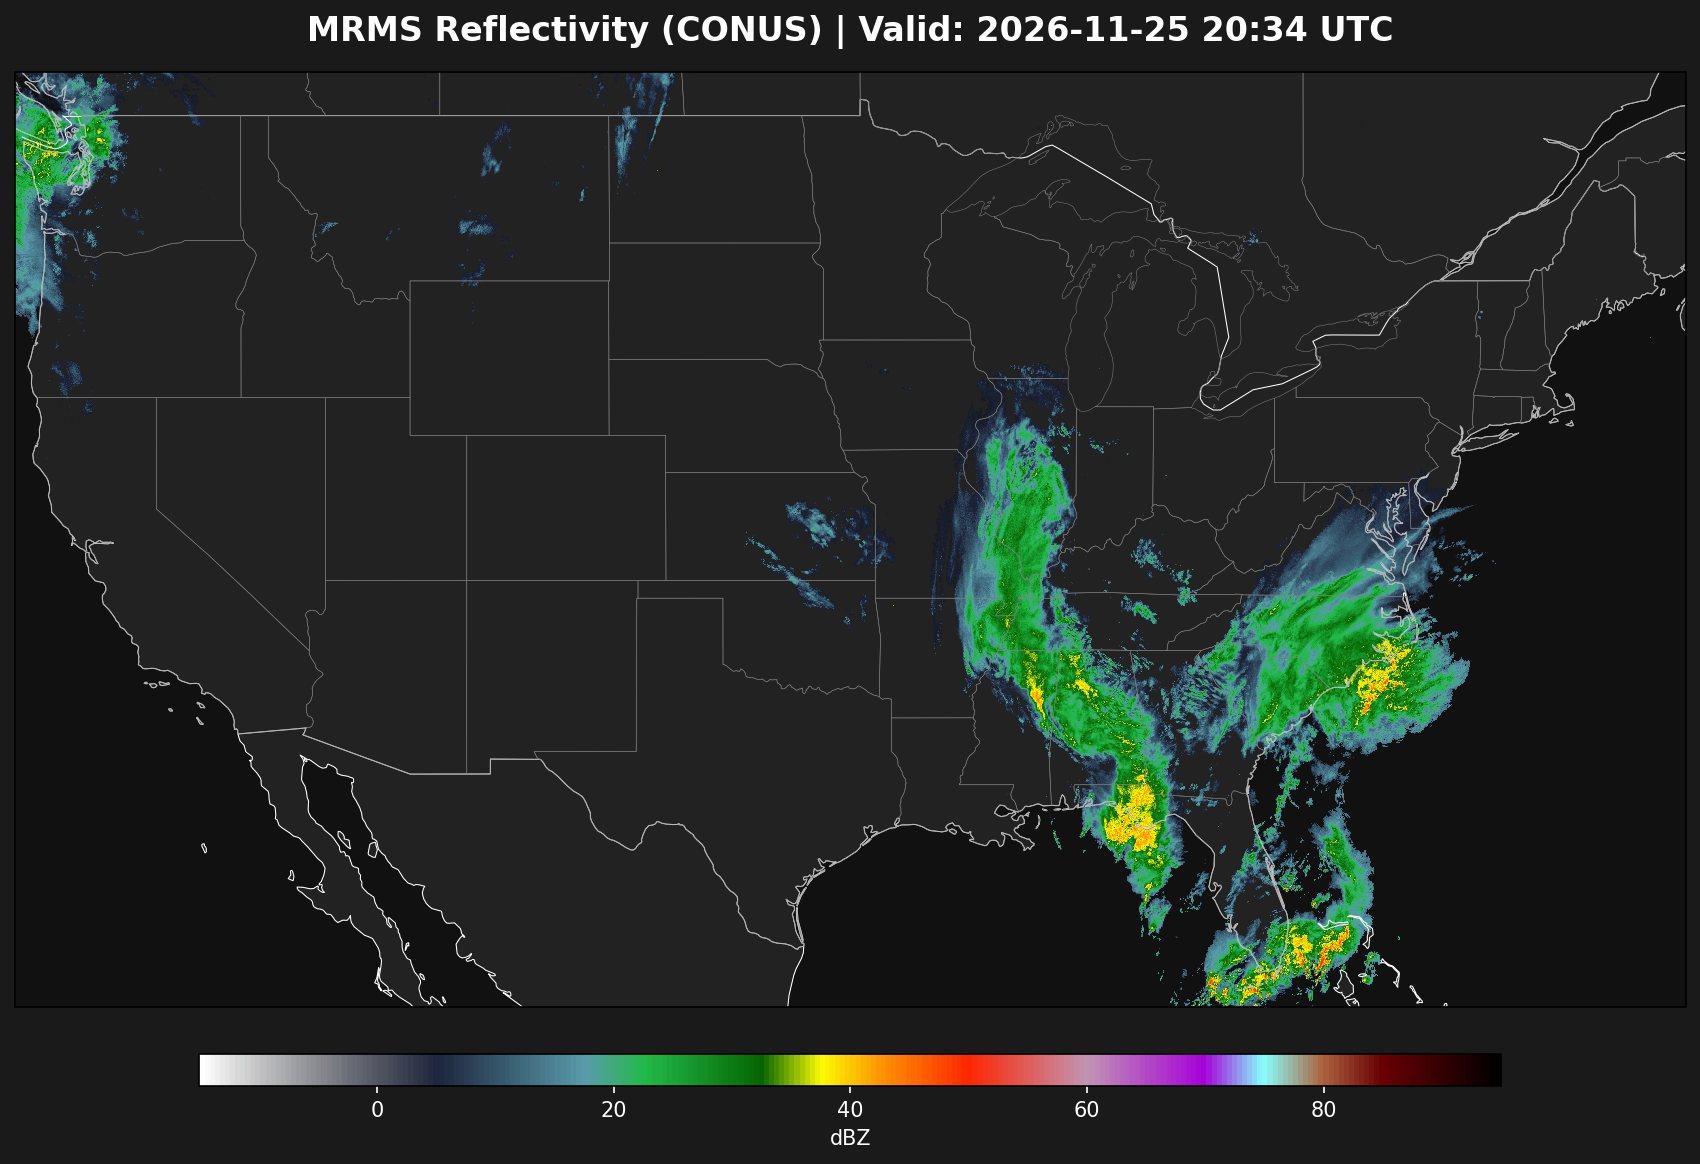 MRMS Reflectivity (CONUS) | Valid: 2026-11-25 20:34 UTC
0 20 40 60 80
dBZ